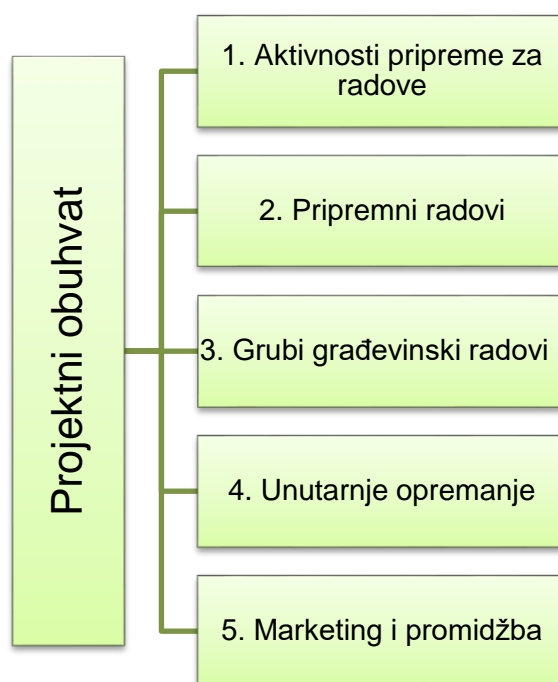 Projektni obuhvat
1. Aktivnosti pripreme za
radove
2. Pripremni radovi
3. Grubi građevinski radovi
4. Unutarnje opremanje
5. Marketing i promidžba